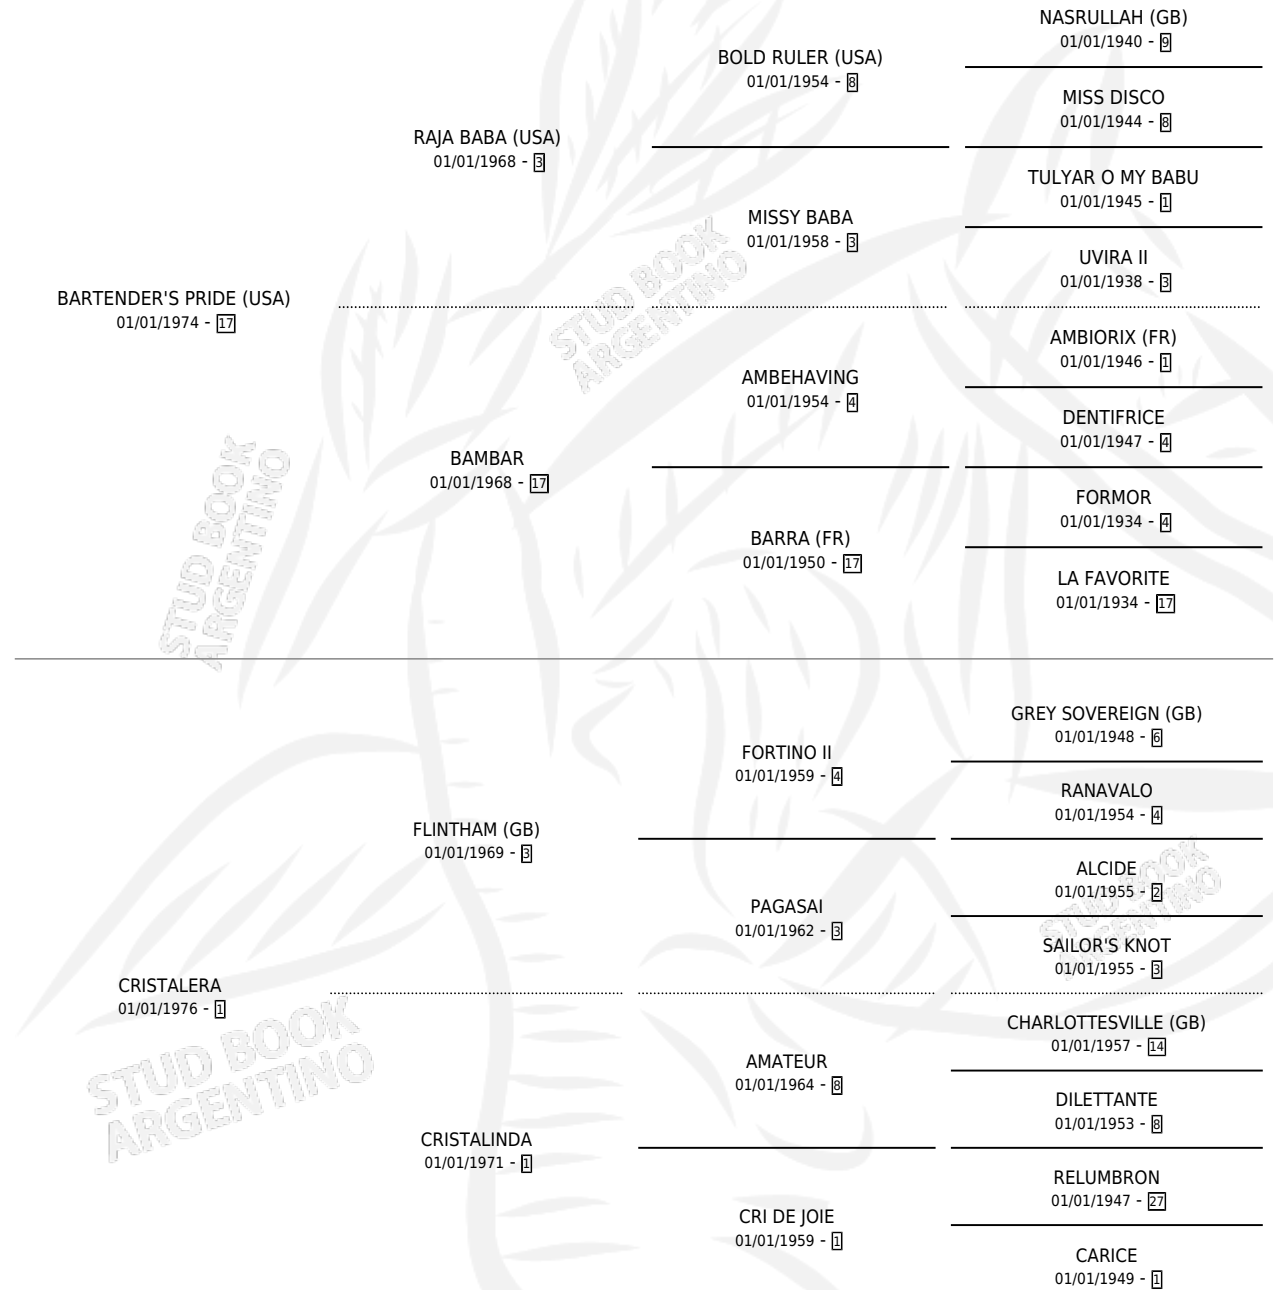 NASRULLAH (GB)
01/01/1940 - 9
BOLD RULER (USA)
01/01/1954 - 8
MISS DISCO
01/01/1944 - 8
RAJA BABA (USA)
01/01/1968 - 3
TULYAR O MY BABU
01/01/1945 - 1
MISSY BABA
01/01/1958 - 3
UVIRA II
01/01/1938 - 3
BARTENDER'S PRIDE (USA)
01/01/1974 - 17
AMBIORIX (FR)
01/01/1946 - 1
AMBEHAVING
01/01/1954 - 4
DENTIFRICE
01/01/1947 - 4
BAMBAR
01/01/1968 - 17
FORMOR
01/01/1934 - 4
BARRA (FR)
01/01/1950 - 17
LA FAVORITE
01/01/1934 - 17
GREY SOVEREIGN (GB)
01/01/1948 - 6
FORTINO II
01/01/1959 - 4
RANAVALO
01/01/1954 - 4
FLINTHAM (GB)
01/01/1969 - 3
ALCIDE
01/01/1955 - 2
PAGASAI
01/01/1962 - 3
SAILOR'S KNOT
01/01/1955 - 3
CRISTALERA
01/01/1976 - 1
CHARLOTTESVILLE (GB)
01/01/1957 - 14
AMATEUR
01/01/1964 - 8
DILETTANTE
01/01/1953 - 8
CRISTALINDA
01/01/1971 - 1
RELUMBRON
01/01/1947 - 27
CRI DE JOIE
01/01/1959 - 1
CARICE
01/01/1949 - 1
STUD BOOK
ARGENTINO
STUD BOOK
ARGENTINO
STUD BOOK
ARGENTINO
STUD BOOK
ARGENTINO